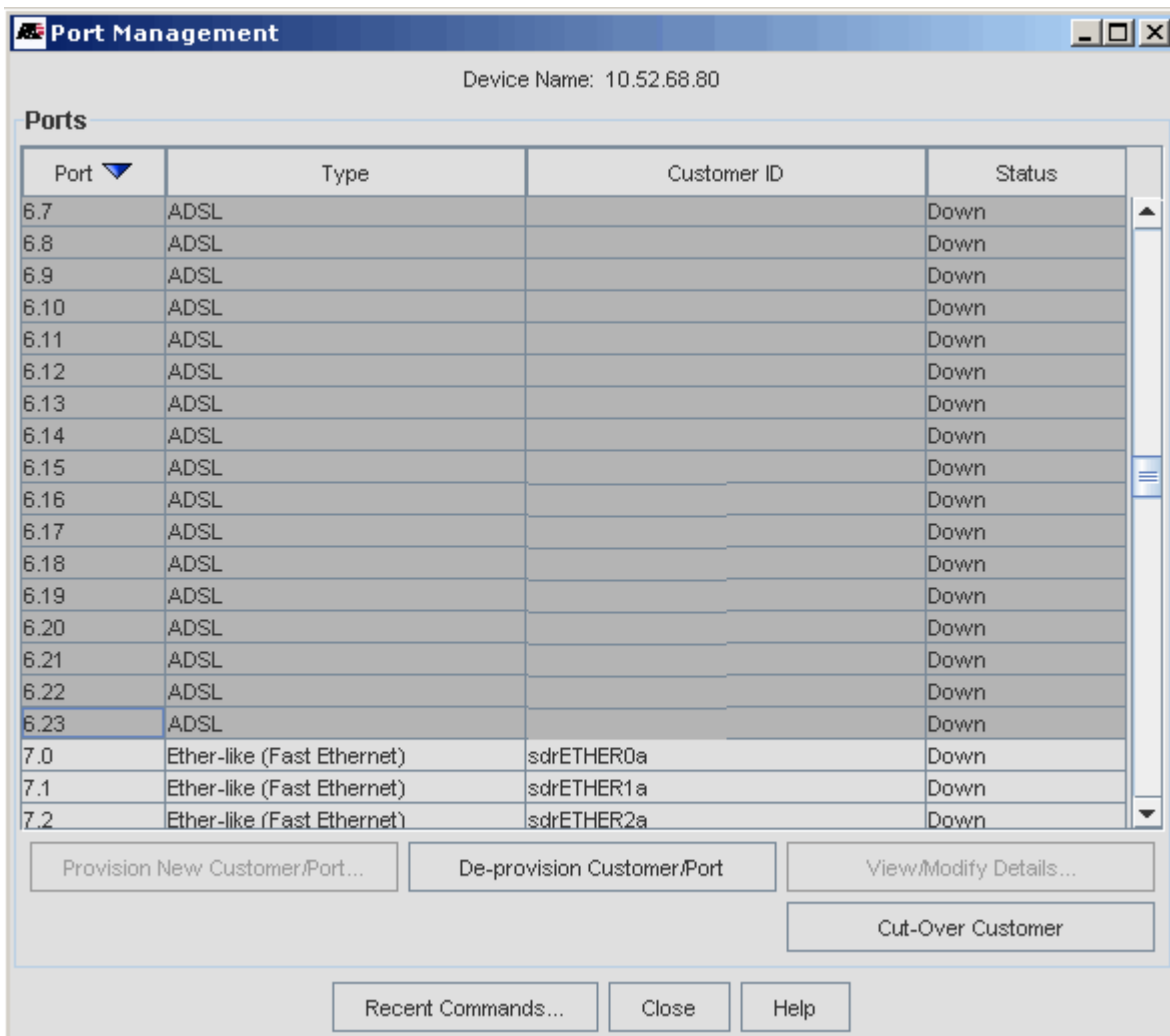 Port Management
Device Name: 10.52.68.80
Ports
Port Type Customer ID Status
6.7 ADSL Down
6.8 ADSL Down
6.9 ADSL Down
6.10 ADSL Down
6.11 ADSL Down
6.12 ADSL Down
6.13 ADSL Down
6.14 ADSL Down
6.15 ADSL Down
6.16 ADSL Down
6.17 ADSL Down
6.18 ADSL Down
6.19 ADSL Down
6.20 ADSL Down
6.21 ADSL Down
6.22 ADSL Down
6.23 ADSL Down
7.0 Ether-like (Fast Ethernet) sdrETHER0a Down
7.1 Ether-like (Fast Ethernet) sdrETHER1a Down
7.2 Ether-like (Fast Ethernet) sdrETHER2a Down
Provision New Customer/Port... De-provision Customer/Port View/Modify Details...
Cut-Over Customer
Recent Commands... Close Help